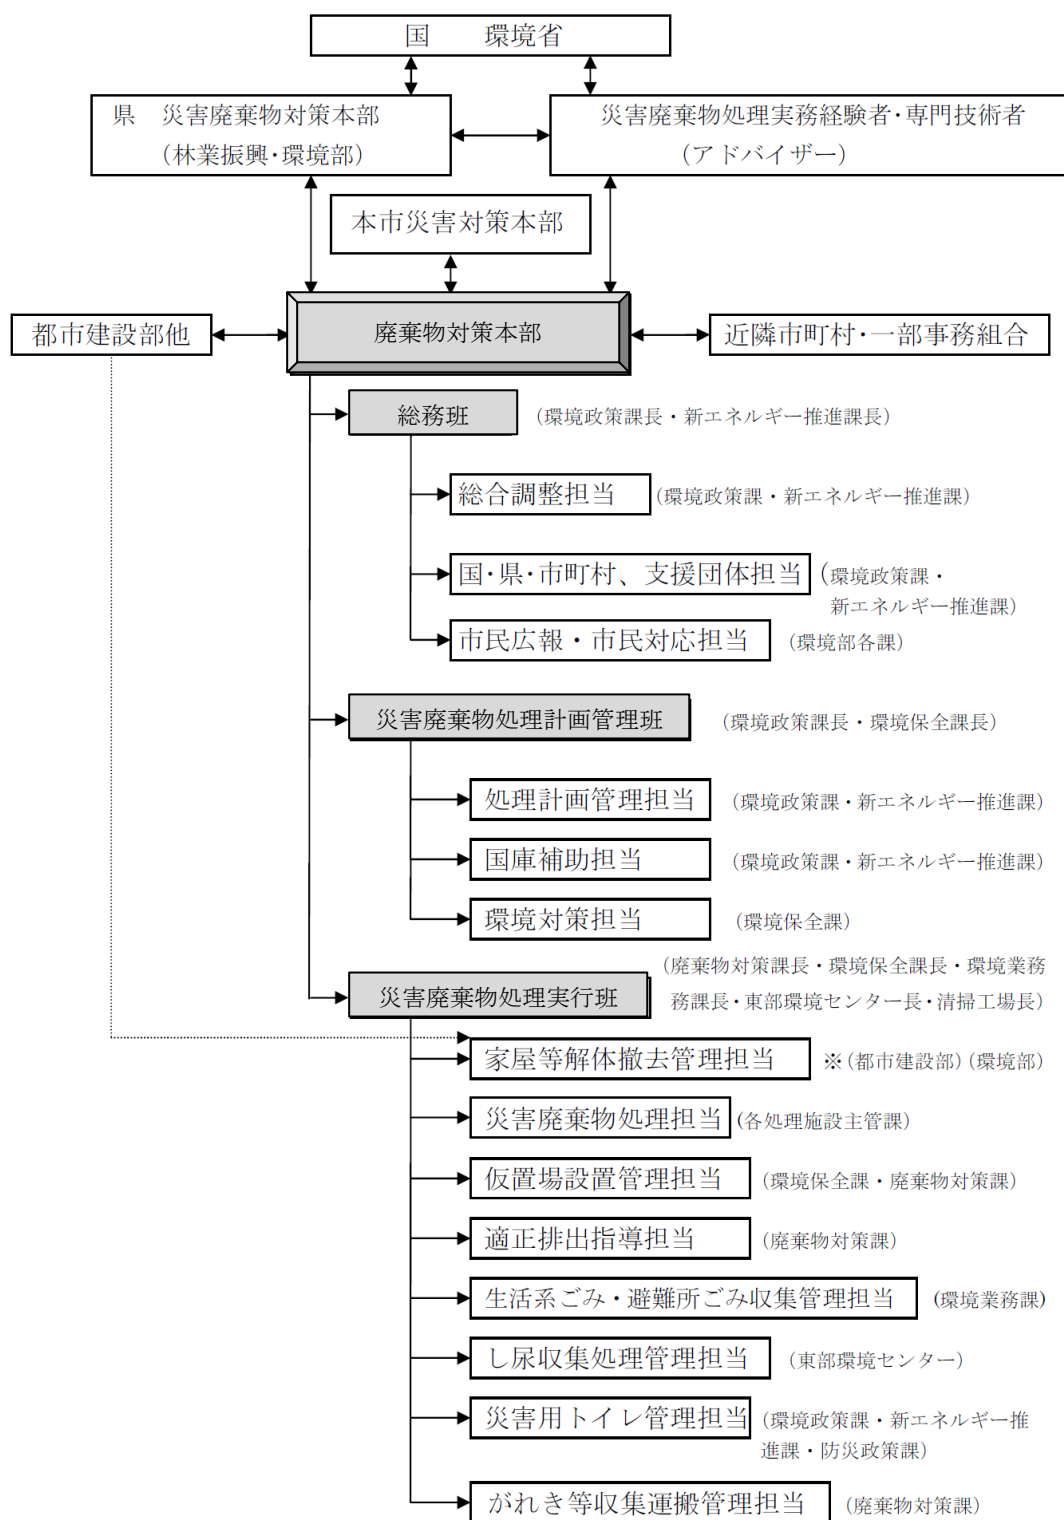 国　　環境省
県　災害廃棄物対策本部
(林業振興・環境部)
災害廃棄物処理実務経験者・専門技術者
(アドバイザー)
本市災害対策本部
都市建設部他
廃棄物対策本部
近隣市町村・一部事務組合
総務班
(環境政策課長・新エネルギー推進課長)
総合調整担当
(環境政策課・新エネルギー推進課)
国・県・市町村、支援団体担当
(環境政策課・
新エネルギー推進課)
市民広報・市民対応担当
(環境部各課)
災害廃棄物処理計画管理班
(環境政策課長・環境保全課長)
処理計画管理担当
(環境政策課・新エネルギー推進課)
国庫補助担当
(環境政策課・新エネルギー推進課)
環境対策担当
(環境保全課)
災害廃棄物処理実行班
(廃棄物対策課長・環境保全課長・環境業務
務課長・東部環境センター長・清掃工場長)
家屋等解体撤去管理担当
※(都市建設部)(環境部)
災害廃棄物処理担当
(各処理施設主管課)
仮置場設置管理担当
(環境保全課・廃棄物対策課)
適正排出指導担当
(廃棄物対策課)
生活系ごみ・避難所ごみ収集管理担当
(環境業務課)
し尿収集処理管理担当
(東部環境センター)
災害用トイレ管理担当
(環境政策課・新エネルギー推
進課・防災政策課)
がれき等収集運搬管理担当
(廃棄物対策課)